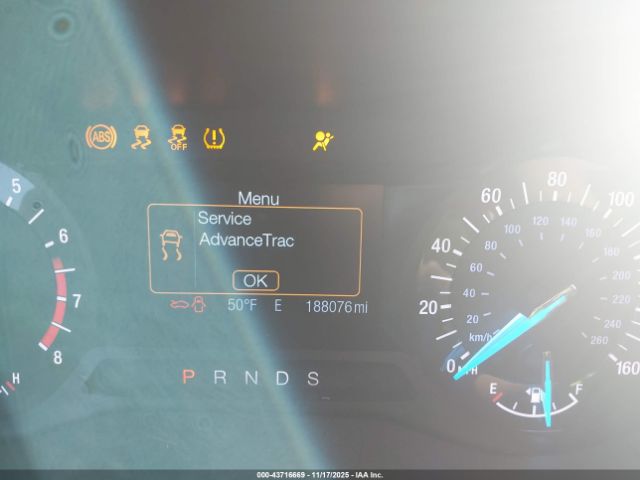 ABS
OFF
Menu
Service
AdvanceTrac
OK
50°F E 188076 mi
P R N D S
5
6
7
8
H
0
20
40
60
80
100
160
MPH
20
40
60
80
100
120
140
160
180
200
220
260
km/h
E F
000-43716669 - 11/17/2025 - IAA Inc.